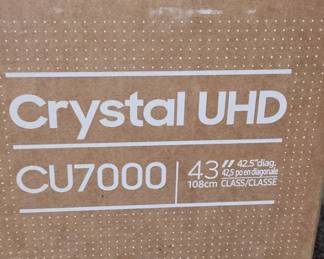 Crystal UHD
CU7000
43" 42.5"diag.
42,5 po en diagonale
108cm CLASS/CLASSE